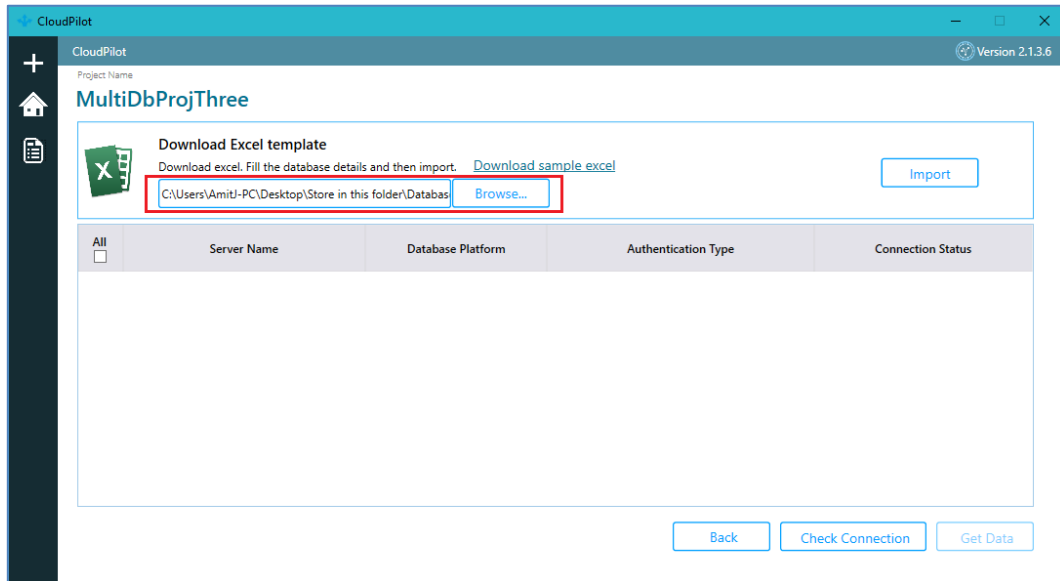 CloudPilot
CloudPilot Version 2.1.3.6
Project Name
MultiDbProjThree
Download Excel template
Download excel. Fill the database details and then import. Download sample excel
Import
C:\Users\AmitJ-PC\Desktop\Store in this folder\Databas Browse...
All Server Name Database Platform Authentication Type Connection Status
Back Check Connection Get Data